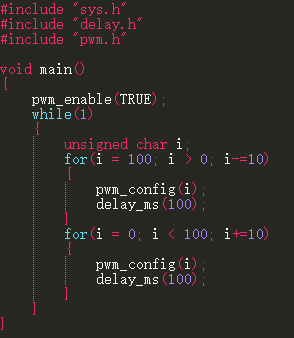 #include "sys.h"
#include "delay.h"
#include "pwm.h"

void main()
{
    pwm_enable(TRUE);
    while(1)
    {
        unsigned char i;
        for(i = 100; i > 0; i-=10)
        {
            pwm_config(i);
            delay_ms(100);
        }
        for(i = 0; i < 100; i+=10)
        {
            pwm_config(i);
            delay_ms(100);
        }
    }
}